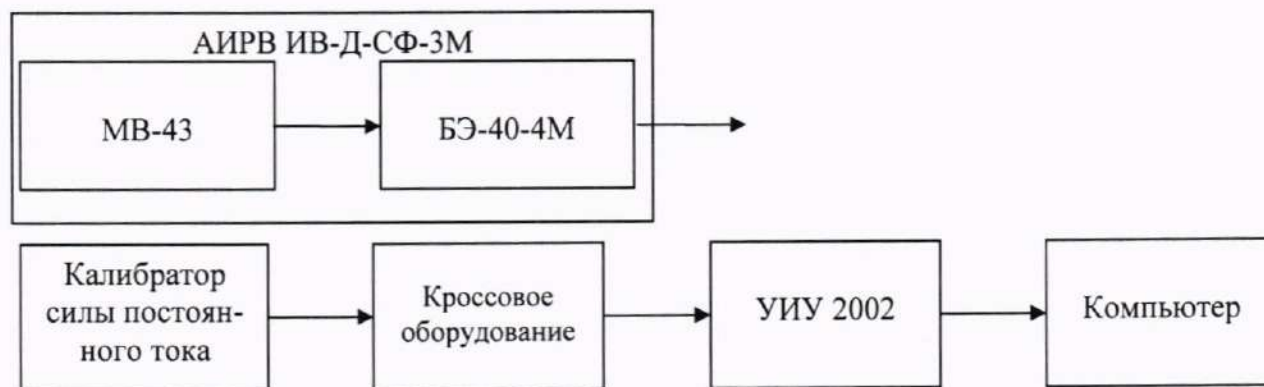 АИРВ ИВ-Д-СФ-3М
МВ-43
БЭ-40-4М
Калибратор
силы постоян-
ного тока
Кроссовое
оборудование
УИУ 2002
Компьютер